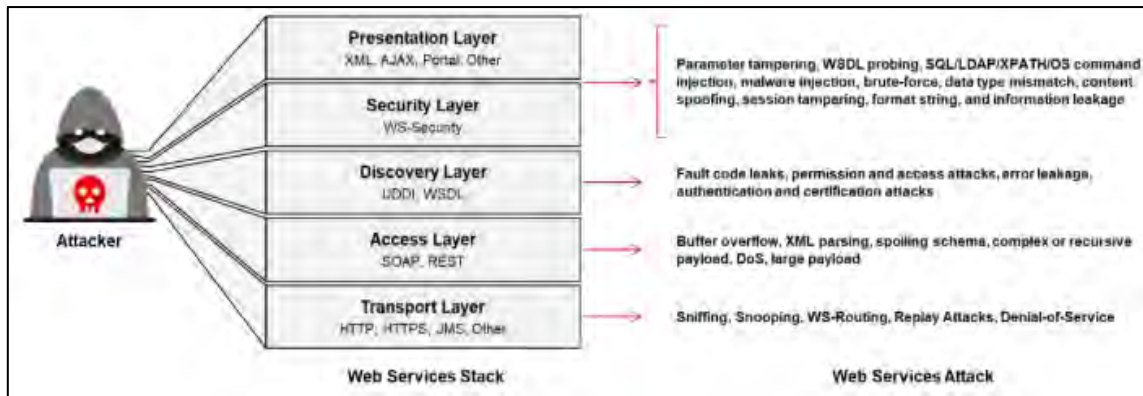 Presentation Layer
XML, AJAX, Portal, Other
Security Layer
WS-Security
Discovery Layer
UDDI, WSDL
Access Layer
SOAP, REST
Transport Layer
HTTP, HTTPS, JMS, Other
Attacker
Web Services Stack
Parameter tampering, WSDL probing, SQL/LDAP/XPATH/OS command
injection, malware injection, brute-force, data type mismatch, content
spoofing, session tampering, format string, and information leakage
Fault code leaks, permission and access attacks, error leakage,
authentication and certification attacks
Buffer overflow, XML parsing, spoiling schema, complex or recursive
payload, DoS, large payload
Sniffing, Snooping, WS-Routing, Replay Attacks, Denial-of-Service
Web Services Attack